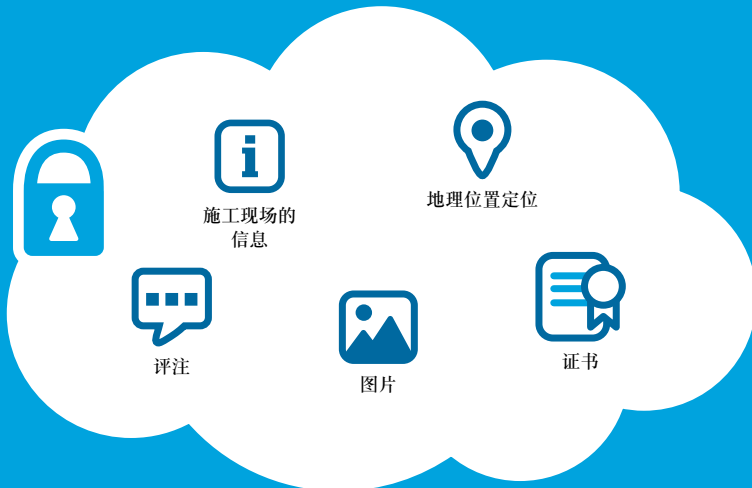 施工现场的
信息
地理位置定位
评注
图片
证书